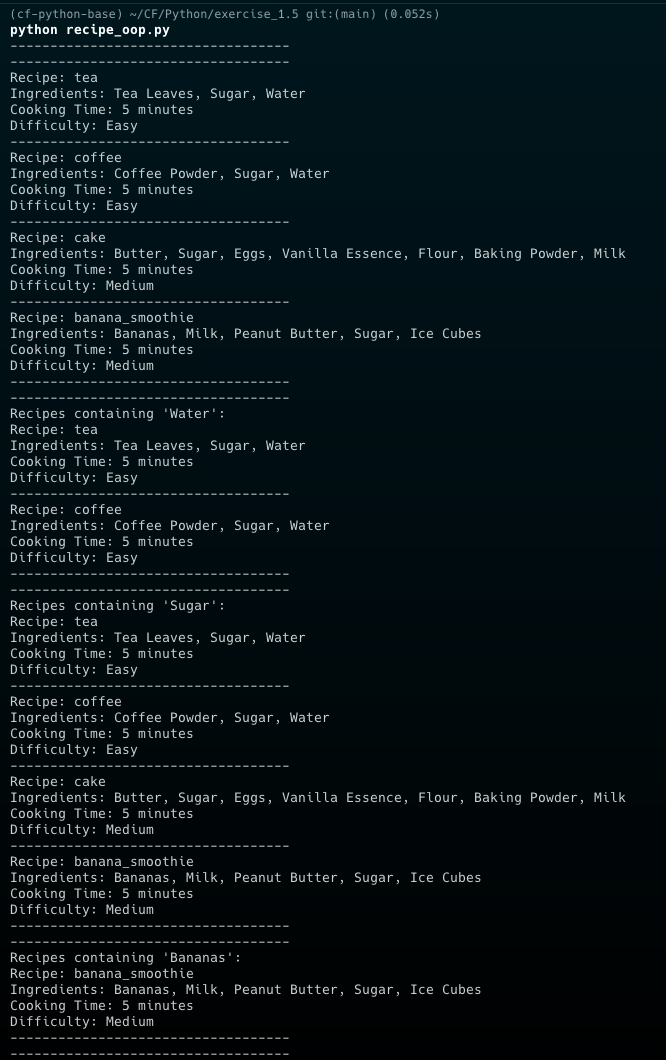 (cf-python-base) ~/CF/Python/exercise_1.5 git:(main) (0.052s)
python recipe_oop.py
-----------------------------------
-----------------------------------
Recipe: tea
Ingredients: Tea Leaves, Sugar, Water
Cooking Time: 5 minutes
Difficulty: Easy
-----------------------------------
Recipe: coffee
Ingredients: Coffee Powder, Sugar, Water
Cooking Time: 5 minutes
Difficulty: Easy
-----------------------------------
Recipe: cake
Ingredients: Butter, Sugar, Eggs, Vanilla Essence, Flour, Baking Powder, Milk
Cooking Time: 5 minutes
Difficulty: Medium
-----------------------------------
Recipe: banana_smoothie
Ingredients: Bananas, Milk, Peanut Butter, Sugar, Ice Cubes
Cooking Time: 5 minutes
Difficulty: Medium
-----------------------------------
-----------------------------------
Recipes containing 'Water':
Recipe: tea
Ingredients: Tea Leaves, Sugar, Water
Cooking Time: 5 minutes
Difficulty: Easy
-----------------------------------
Recipe: coffee
Ingredients: Coffee Powder, Sugar, Water
Cooking Time: 5 minutes
Difficulty: Easy
-----------------------------------
-----------------------------------
Recipes containing 'Sugar':
Recipe: tea
Ingredients: Tea Leaves, Sugar, Water
Cooking Time: 5 minutes
Difficulty: Easy
-----------------------------------
Recipe: coffee
Ingredients: Coffee Powder, Sugar, Water
Cooking Time: 5 minutes
Difficulty: Easy
-----------------------------------
Recipe: cake
Ingredients: Butter, Sugar, Eggs, Vanilla Essence, Flour, Baking Powder, Milk
Cooking Time: 5 minutes
Difficulty: Medium
-----------------------------------
Recipe: banana_smoothie
Ingredients: Bananas, Milk, Peanut Butter, Sugar, Ice Cubes
Cooking Time: 5 minutes
Difficulty: Medium
-----------------------------------
-----------------------------------
Recipes containing 'Bananas':
Recipe: banana_smoothie
Ingredients: Bananas, Milk, Peanut Butter, Sugar, Ice Cubes
Cooking Time: 5 minutes
Difficulty: Medium
-----------------------------------
-----------------------------------